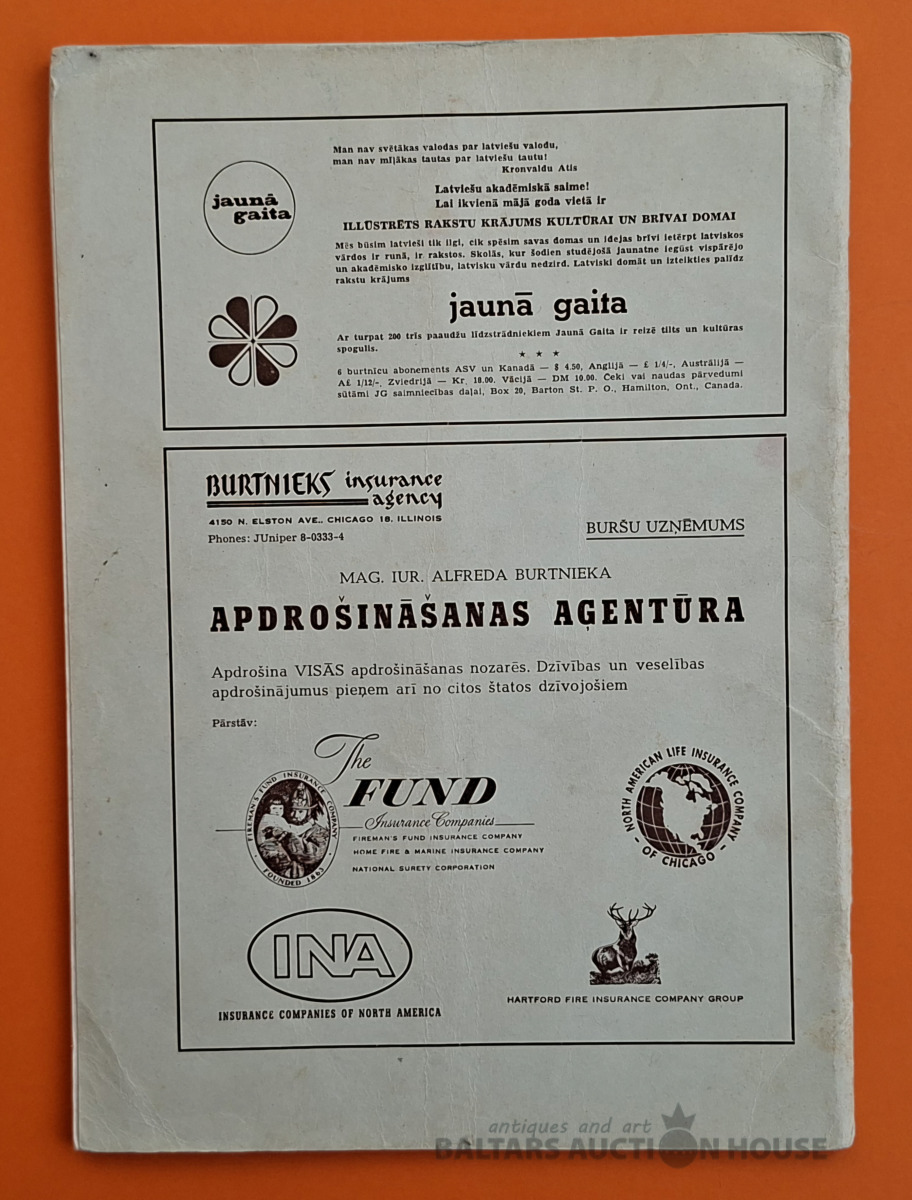 Man nav svētākas valodas par latviešu valodu,
man nav mīļākas tautas par latviešu tautu!
Kronvaldu Atis
jaunā
gaita
Latviešu akadēmiskā saime!
Lai ikvienā mājā goda vietā ir
ILLŪSTRĒTS RAKSTU KRĀJUMS KULTŪRAI UN BRĪVAI DOMAI
Mēs būsim latvieši tik ilgi, cik spēsim savas domas un idejas brīvi ietērpt latviskos
vārdos ir runā, ir rakstos. Skolās, kur šodien studējošā jaunatne iegūst vispārējo
un akadēmisko izglītību, latvisku vārdu nedzird. Latviski domāt un izteikties palīdz
rakstu krājums
jaunā gaita
Ar turpat 200 trīs paaudžu līdzstrādniekiem Jaunā Gaita ir reizē tilts un kultūras
spogulis.
★ ★ ★
6 burtnīcu abonements ASV un Kanadā — $ 4.50, Anglijā — £ 1/4/-, Austrālijā —
A£ 1/12/-, Zviedrijā — Kr. 18.00. Vācijā — DM 10.00. Čeki vai naudas pārvedumi
sūtāmi JG saimniecības daļai, Box 20, Barton St. P. O., Hamilton, Ont., Canada.
BURTNIEKS insurance
agency
4150 N. ELSTON AVE., CHICAGO 18, ILLINOIS
Phones: JUniper 8-0333-4
BURŠU UZŅĒMUMS
MAG. IUR. ALFREDA BURTNIEKA
APDROŠINĀŠANAS AĢENTŪRA
Apdrošina VISĀS apdrošināšanas nozarēs. Dzīvības un veselības
apdrošinājumus pieņem arī no citos štatos dzīvojošiem
Pārstāv:
The
FUND
Insurance Companies
FIREMAN'S FUND INSURANCE COMPANY
HOME FIRE & MARINE INSURANCE COMPANY
NATIONAL SURETY CORPORATION
FIREMAN'S FUND INSURANCE COMPANY
FOUNDED 1863
NORTH AMERICAN LIFE INSURANCE COMPANY
- OF CHICAGO -
INA
INSURANCE COMPANIES OF NORTH AMERICA
HARTFORD FIRE INSURANCE COMPANY GROUP
antiques and art
BALTARS AUCTION HOUSE